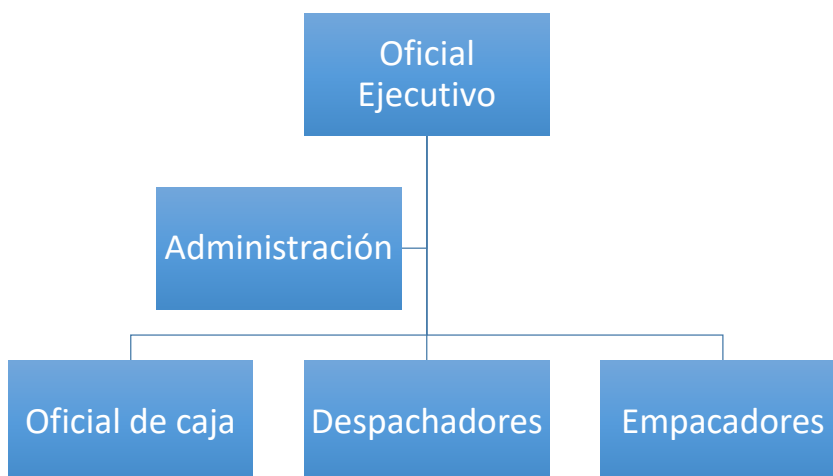 Oficial
Ejecutivo
Administración
Oficial de caja
Despachadores
Empacadores